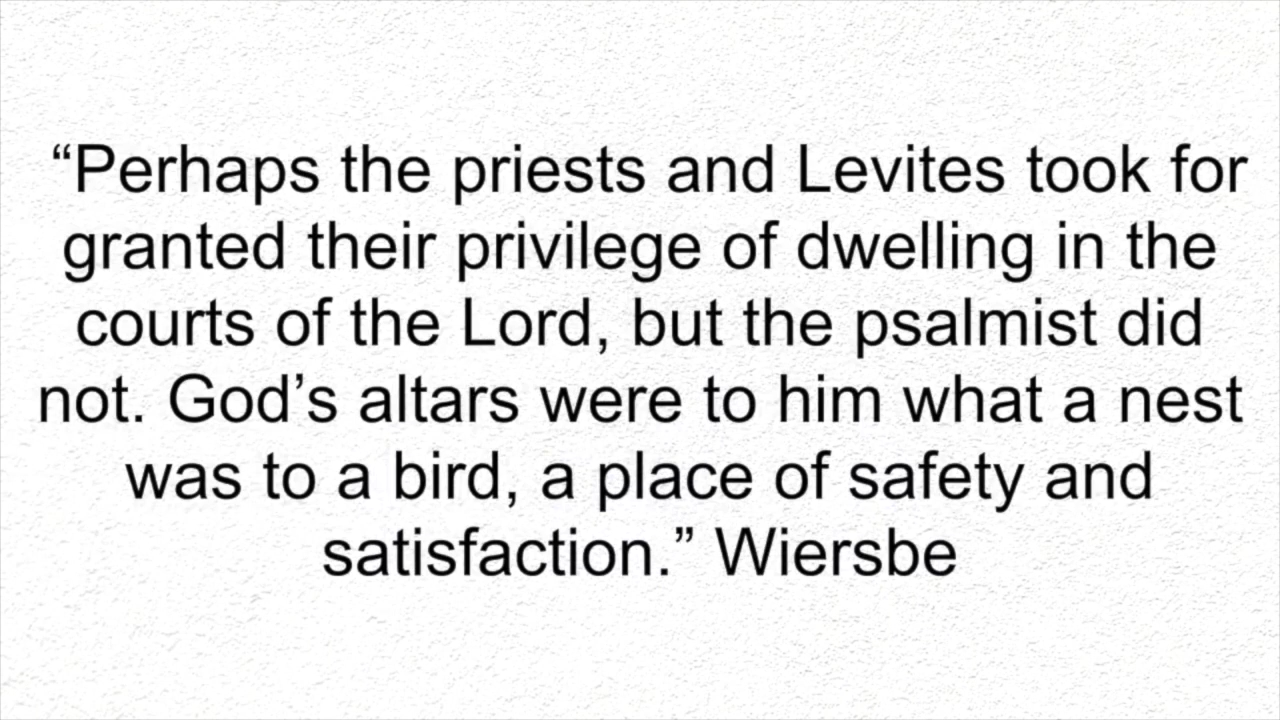 “Perhaps the priests and Levites took for
granted their privilege of dwelling in the
courts of the Lord, but the psalmist did
not. God’s altars were to him what a nest
was to a bird, a place of safety and
satisfaction.” Wiersbe